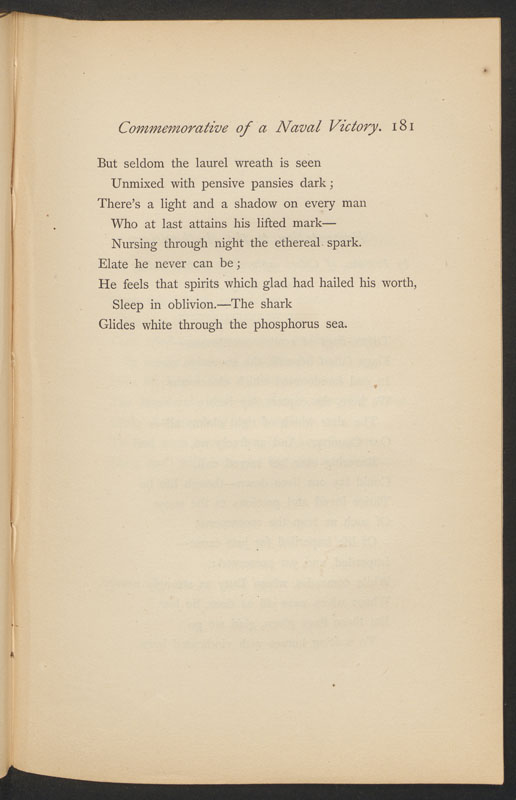 Commemorative of a Naval Victory. 181
But seldom the laurel wreath is seen
Unmixed with pensive pansies dark ;
There's a light and a shadow on every man
Who at last attains his lifted mark—
Nursing through night the ethereal spark.
Elate he never can be ;
He feels that spirits which glad had hailed his worth,
Sleep in oblivion.—The shark
Glides white through the phosphorus sea.